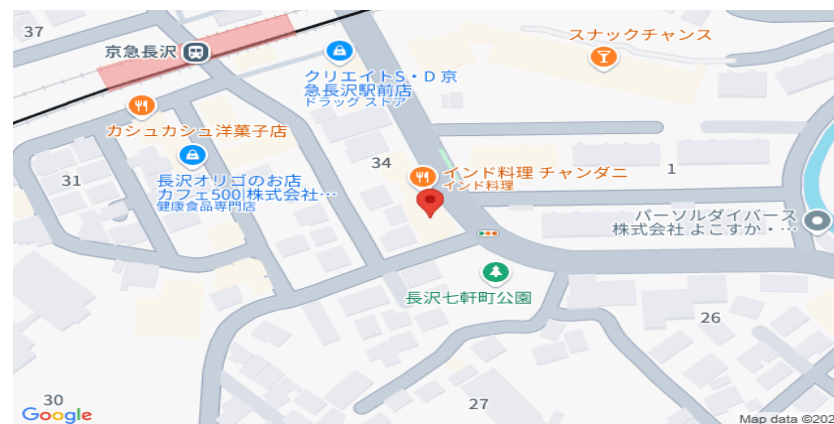 37
京急長沢
スナックチャンス
クリエイトS・D 京
急長沢駅前店
ドラッグ ストア
カシュカシュ洋菓子店
34
インド料理 チャンダニ
インド料理
1
31
長沢オリゴのお店
カフェ500|株式会社…
健康食品専門店
パーソルダイバース
株式会社 よこすか・…
長沢七軒町公園
26
30
27
Google
Map data ©202